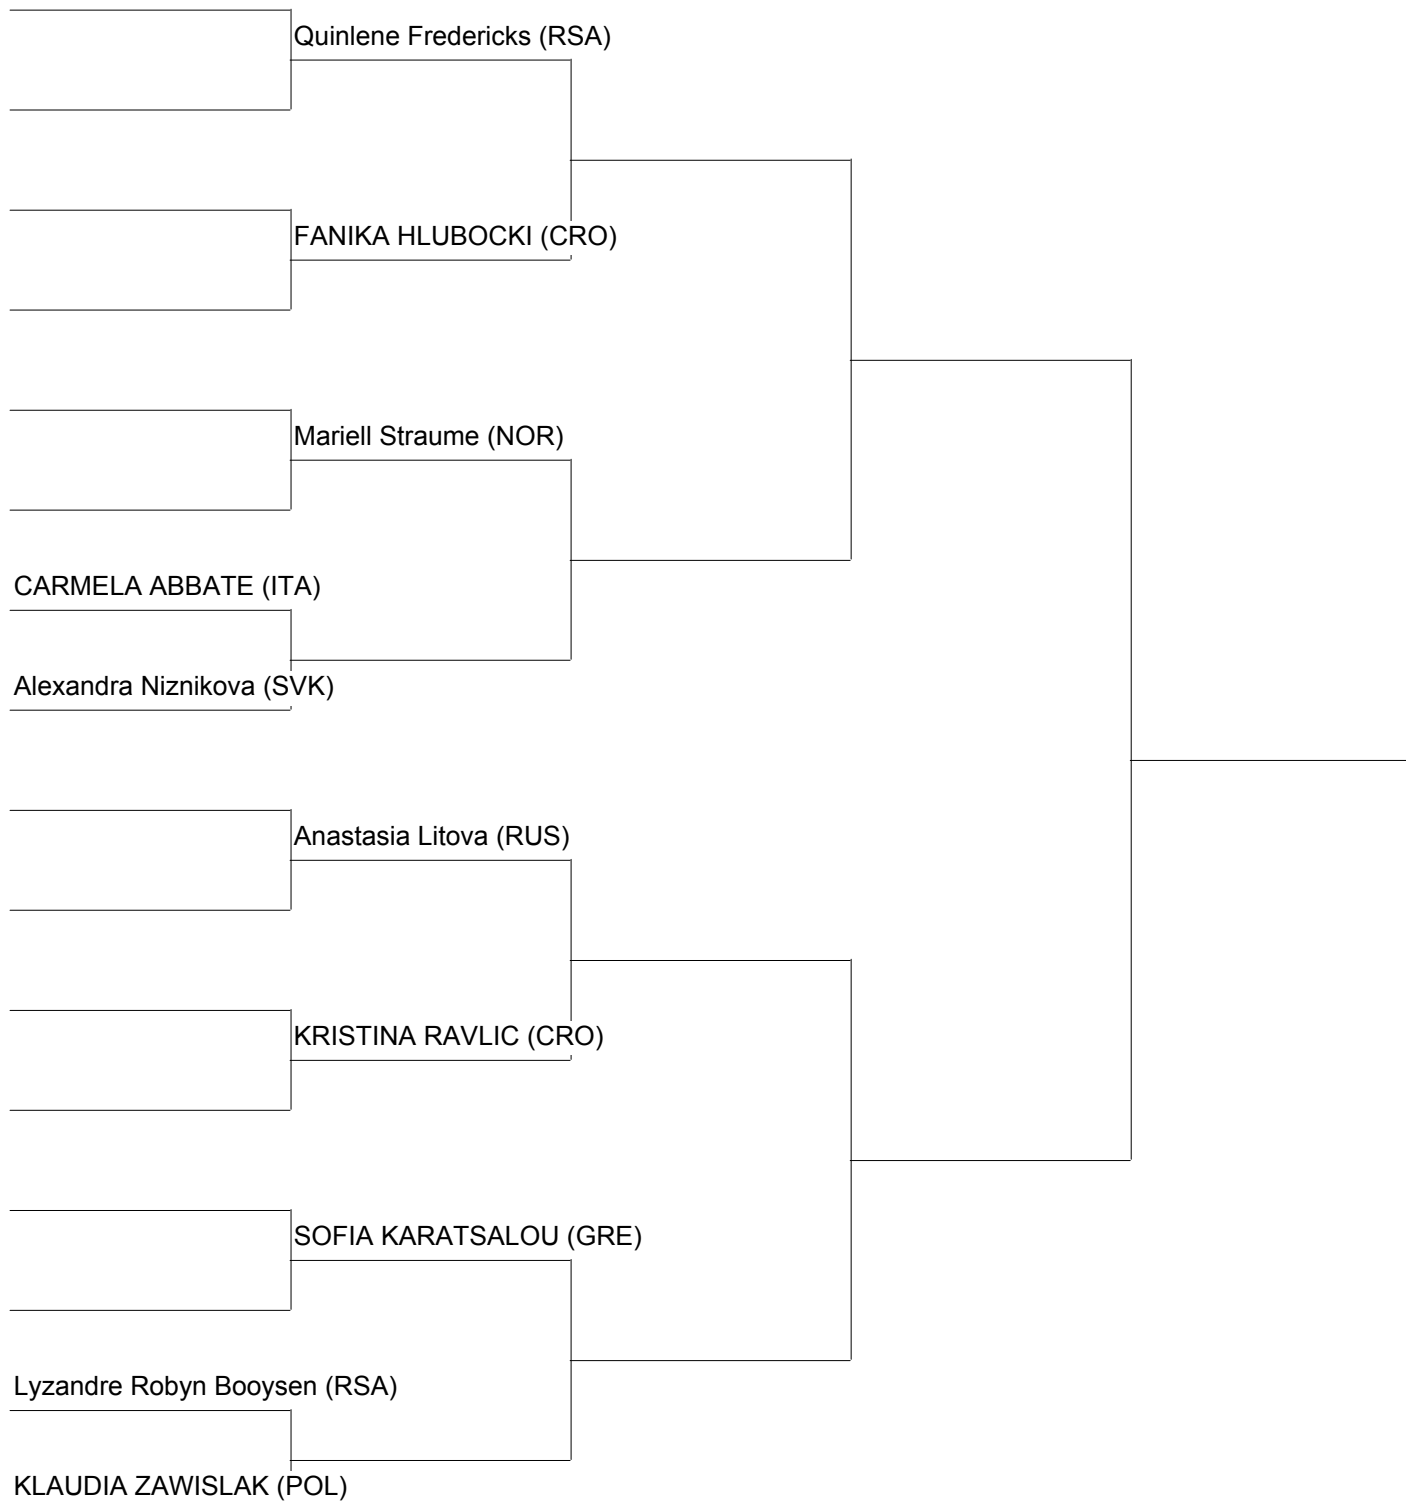 Quinlene Fredericks (RSA)
FANIKA HLUBOCKI (CRO)
Mariell Straume (NOR)
CARMELA ABBATE (ITA)
Alexandra Niznikova (SVK)
Anastasia Litova (RUS)
KRISTINA RAVLIC (CRO)
SOFIA KARATSALOU (GRE)
Lyzandre Robyn Booysen (RSA)
KLAUDIA ZAWISLAK (POL)